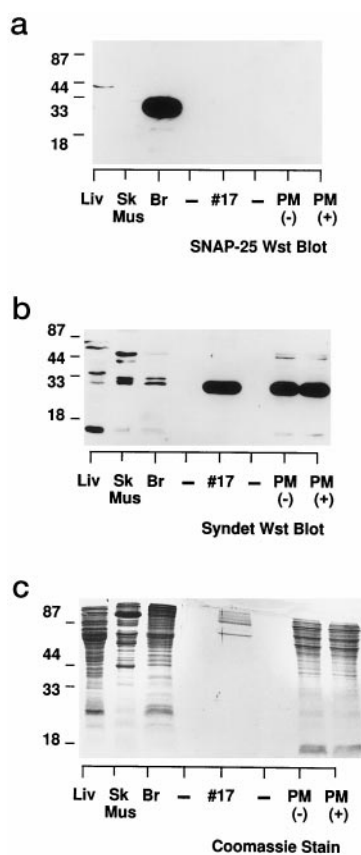 a
87
44
33
18
Liv Sk Mus Br – #17 – PM (-) PM (+)
SNAP-25 Wst Blot
b
87
44
33
18
Liv Sk Mus Br – #17 – PM (-) PM (+)
Syndet Wst Blot
c
87
44
33
18
Liv Sk Mus Br – #17 – PM (-) PM (+)
Coomassie Stain